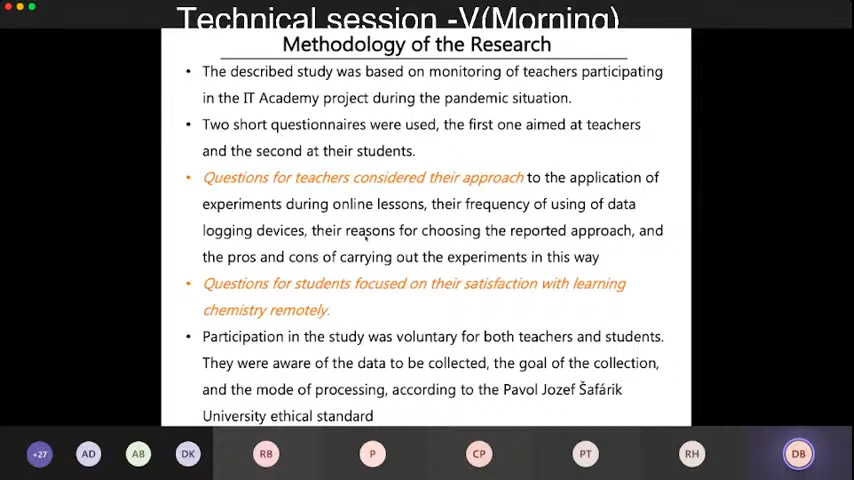 Technical session -V(Morning)
Methodology of the Research
• The described study was based on monitoring of teachers participating
in the IT Academy project during the pandemic situation.
• Two short questionnaires were used, the first one aimed at teachers
and the second at their students.
• Questions for teachers considered their approach to the application of
experiments during online lessons, their frequency of using of data
logging devices, their reasons for choosing the reported approach, and
the pros and cons of carrying out the experiments in this way
• Questions for students focused on their satisfaction with learning
chemistry remotely.
• Participation in the study was voluntary for both teachers and students.
They were aware of the data to be collected, the goal of the collection,
and the mode of processing, according to the Pavol Jozef Šafárik
University ethical standard
+27 AD AB DK RB P CP PT RH DB